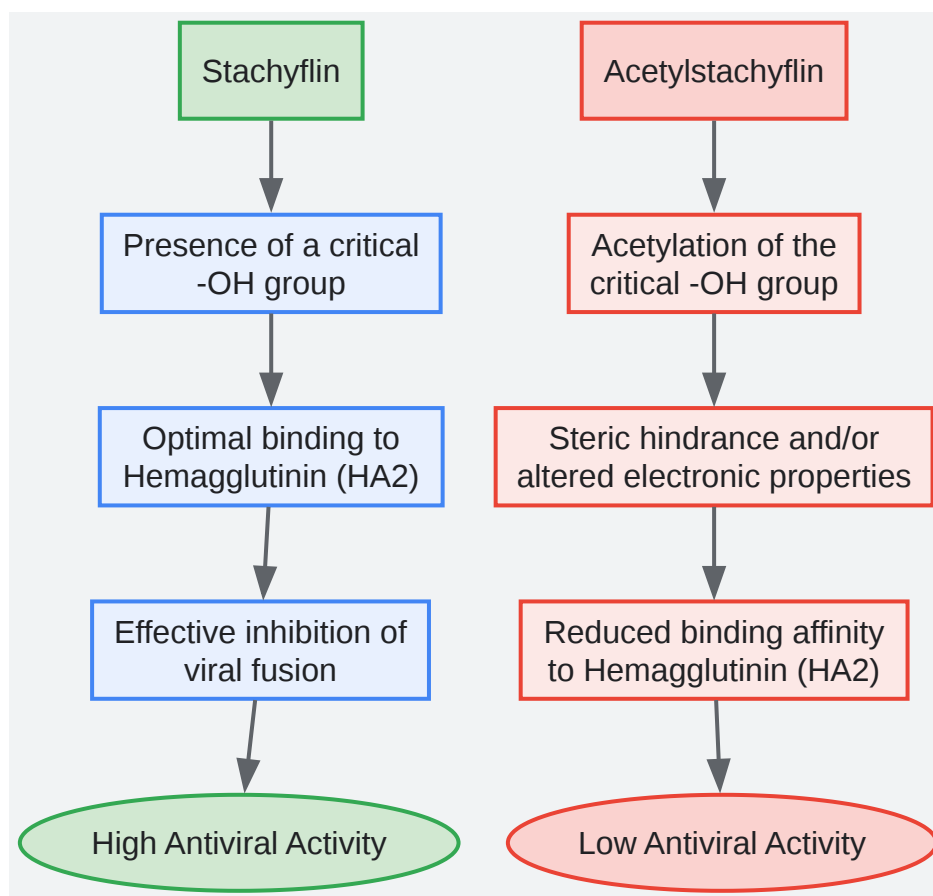 Stachyflin
Presence of a critical
-OH group
Optimal binding to
Hemagglutinin (HA2)
Effective inhibition of
viral fusion
High Antiviral Activity
Acetylstachyflin
Acetylation of the
critical -OH group
Steric hindrance and/or
altered electronic properties
Reduced binding affinity
to Hemagglutinin (HA2)
Low Antiviral Activity